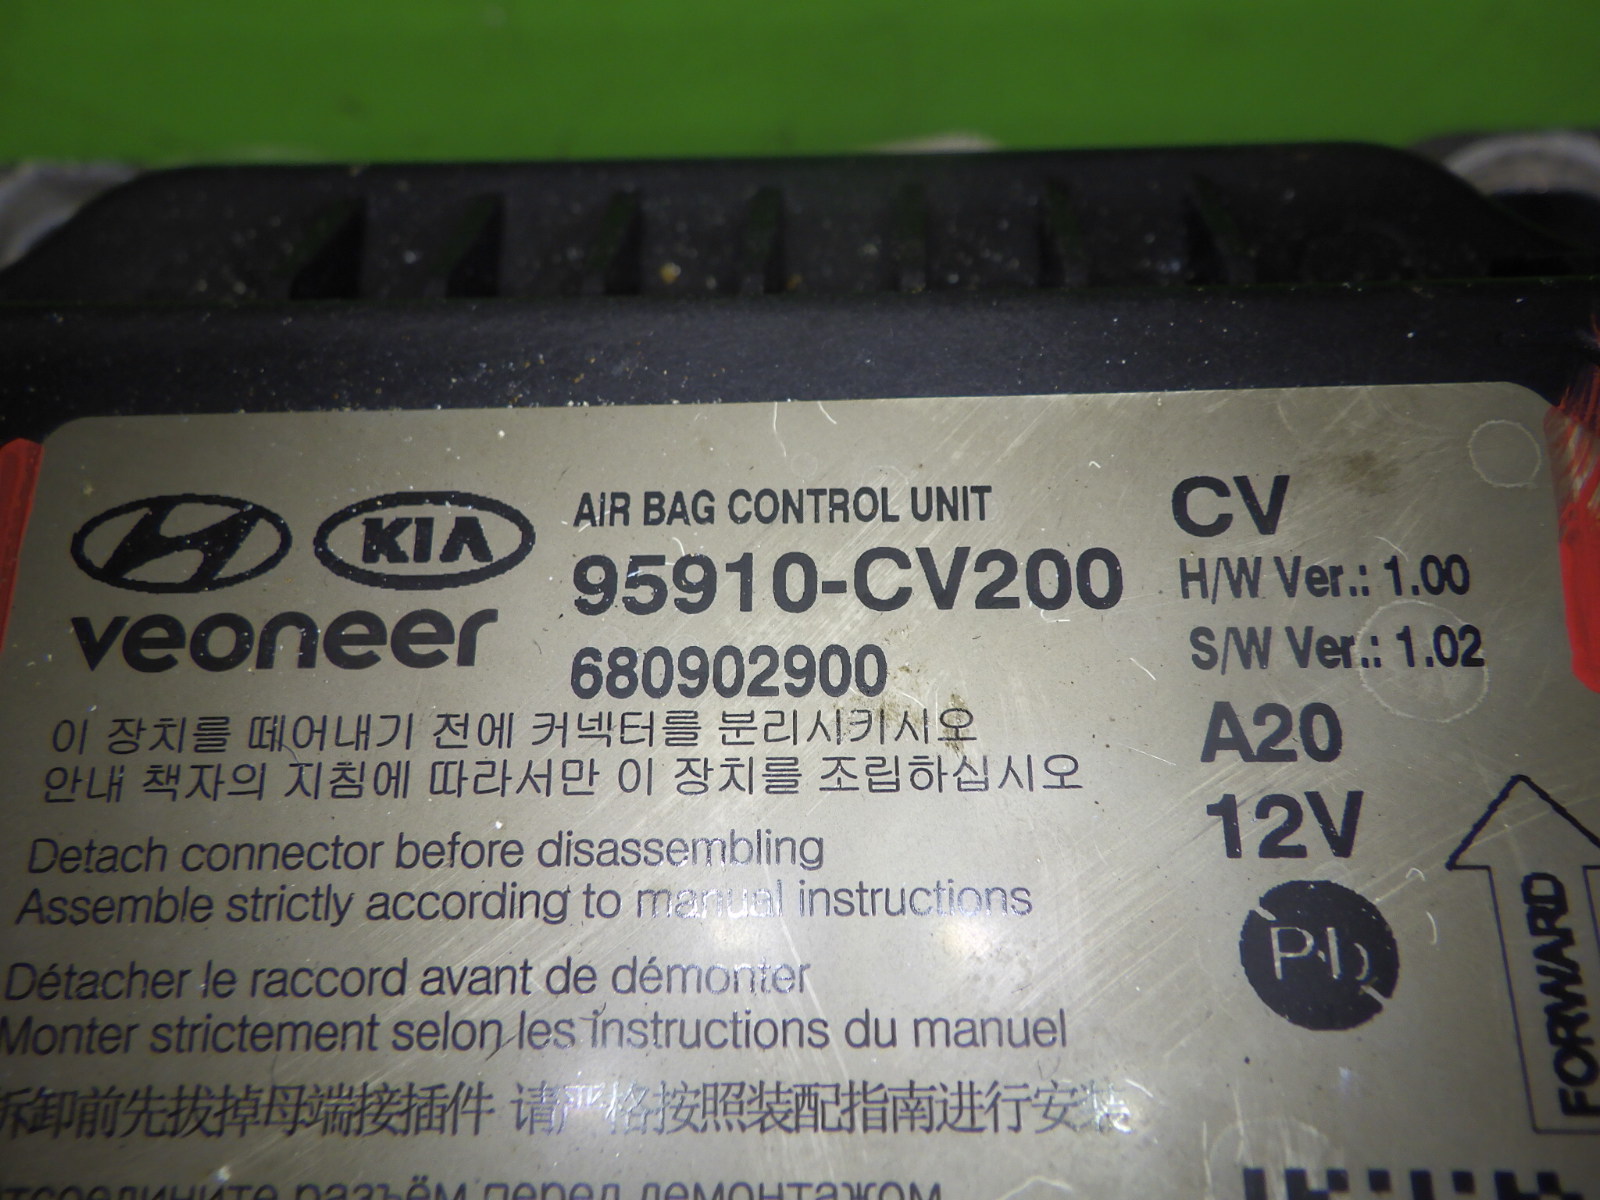 KIA
veoneer
AIR BAG CONTROL UNIT
95910-CV200
680902900
CV
H/W Ver.: 1.00
S/W Ver.: 1.02
A20
12V
Pb
FORWARD
이 장치를 떼어내기 전에 커넥터를 분리시키시오
안내 책자의 지침에 따라서만 이 장치를 조립하십시오
Detach connector before disassembling
Assemble strictly according to manual instructions
Détacher le raccord avant de démonter
Monter strictement selon les instructions du manuel
拆卸前先拔掉母端接插件 请严格按照装配指南进行安装
тсоедините разъём перед демонтажом